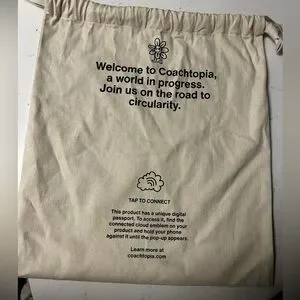 Welcome to Coachtopia,
a world in progress.
Join us on the road to
circularity.
TAP TO CONNECT
This product has a unique digital
passport. To access it, find the
connected cloud emblem on your
product and hold your phone
against it until the pop-up appears.
Learn more at
coachtopia.com